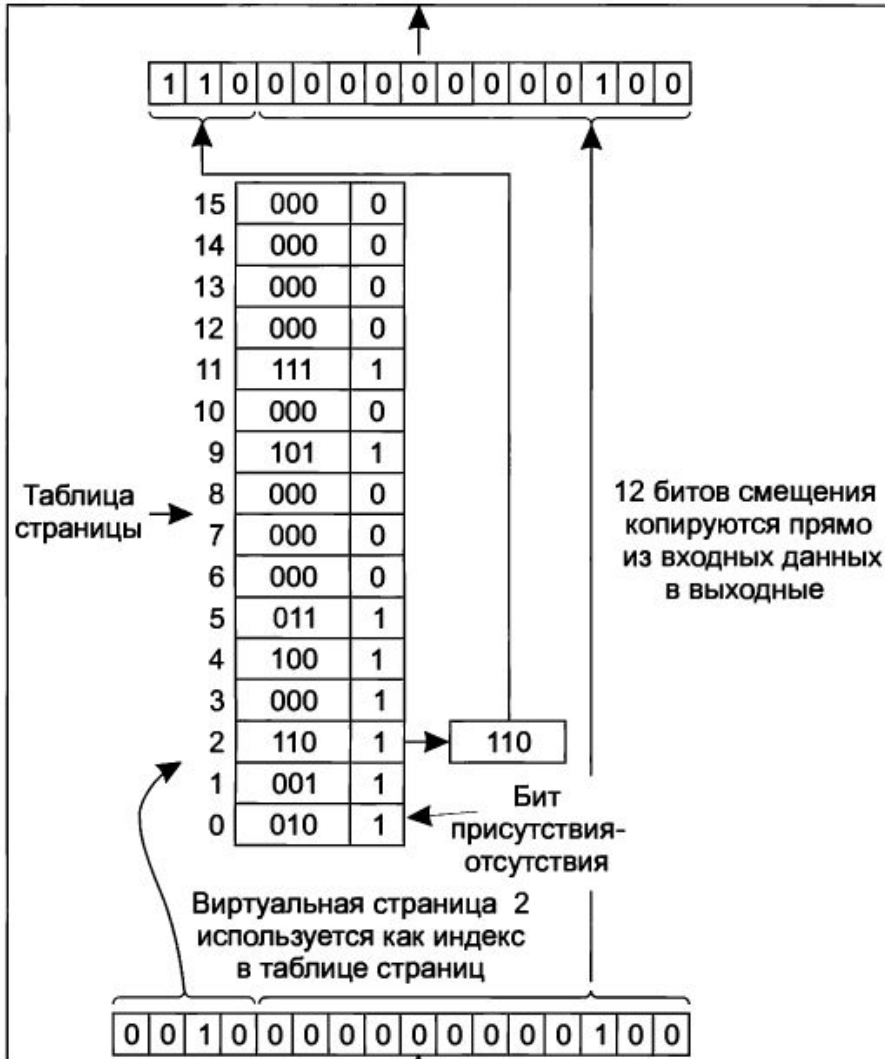 1 1 0 0 0 0 0 0 0 0 0 0 1 0 0
15 000 0
14 000 0
13 000 0
12 000 0
11 111 1
10 000 0
9 101 1
8 000 0
7 000 0
6 000 0
5 011 1
4 100 1
3 000 1
2 110 1 110
1 001 1
0 010 1
Таблица
страницы
12 битов смещения
копируются прямо
из входных данных
в выходные
Бит
присутствия-
отсутствия
Виртуальная страница 2
используется как индекс
в таблице страниц
0 0 1 0 0 0 0 0 0 0 0 0 0 1 0 0